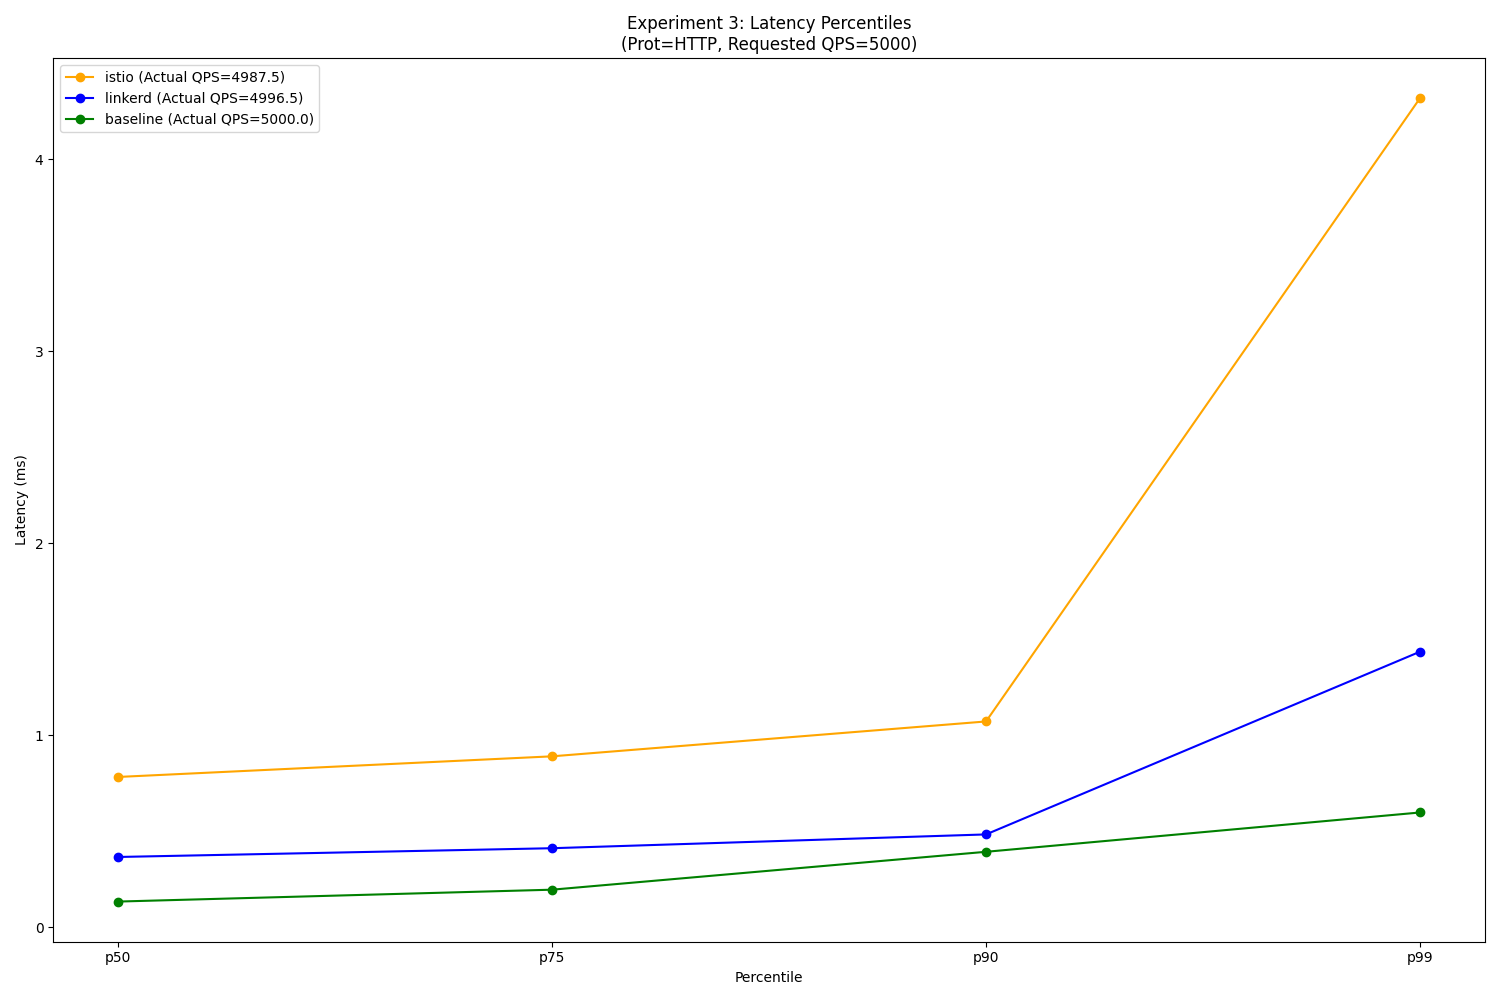 Experiment 3: Latency Percentiles
(Prot=HTTP, Requested QPS=5000)
istio (Actual QPS=4987.5)
linkerd (Actual QPS=4996.5)
baseline (Actual QPS=5000.0)
4
3
2
1
0
Latency (ms)
p50 p75 p90 p99
Percentile